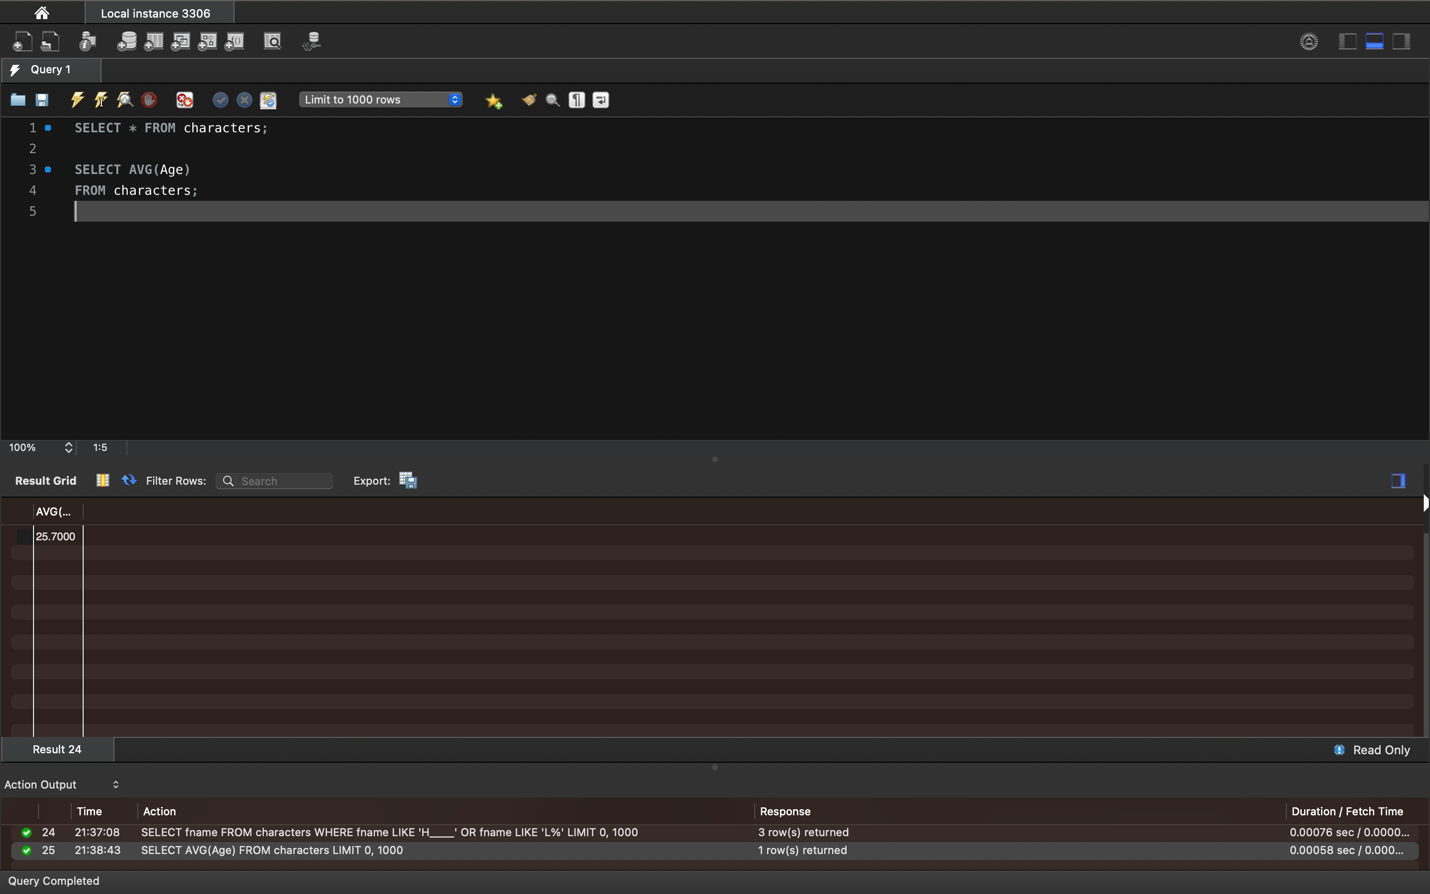 Local instance 3306
Query 1
Limit to 1000 rows
1 SELECT * FROM characters;
2
3 SELECT AVG(Age)
4 FROM characters;
5
100% 1:5
Result Grid Filter Rows: Search Export:
AVG(...
25.7000
Result 24 Read Only
Action Output
Time Action Response Duration / Fetch Time
24 21:37:08 SELECT fname FROM characters WHERE fname LIKE 'H____' OR fname LIKE 'L%' LIMIT 0, 1000 3 row(s) returned 0.00076 sec / 0.0000...
25 21:38:43 SELECT AVG(Age) FROM characters LIMIT 0, 1000 1 row(s) returned 0.00058 sec / 0.000...
Query Completed